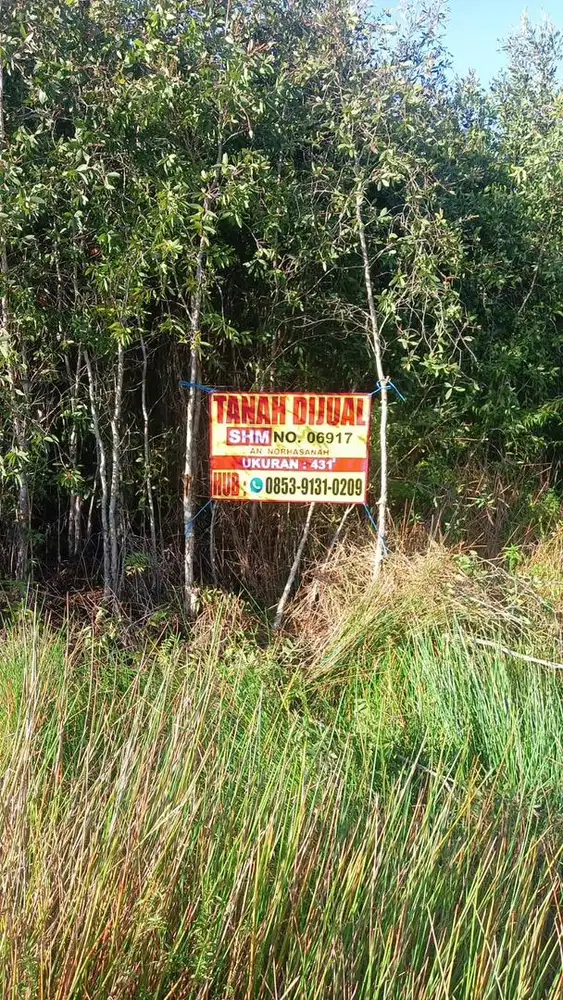 TANAH DIJUAL
SHM NO. 06917
AN. NORHASANAH
UKURAN : 431
HUB : 0853-9131-0209